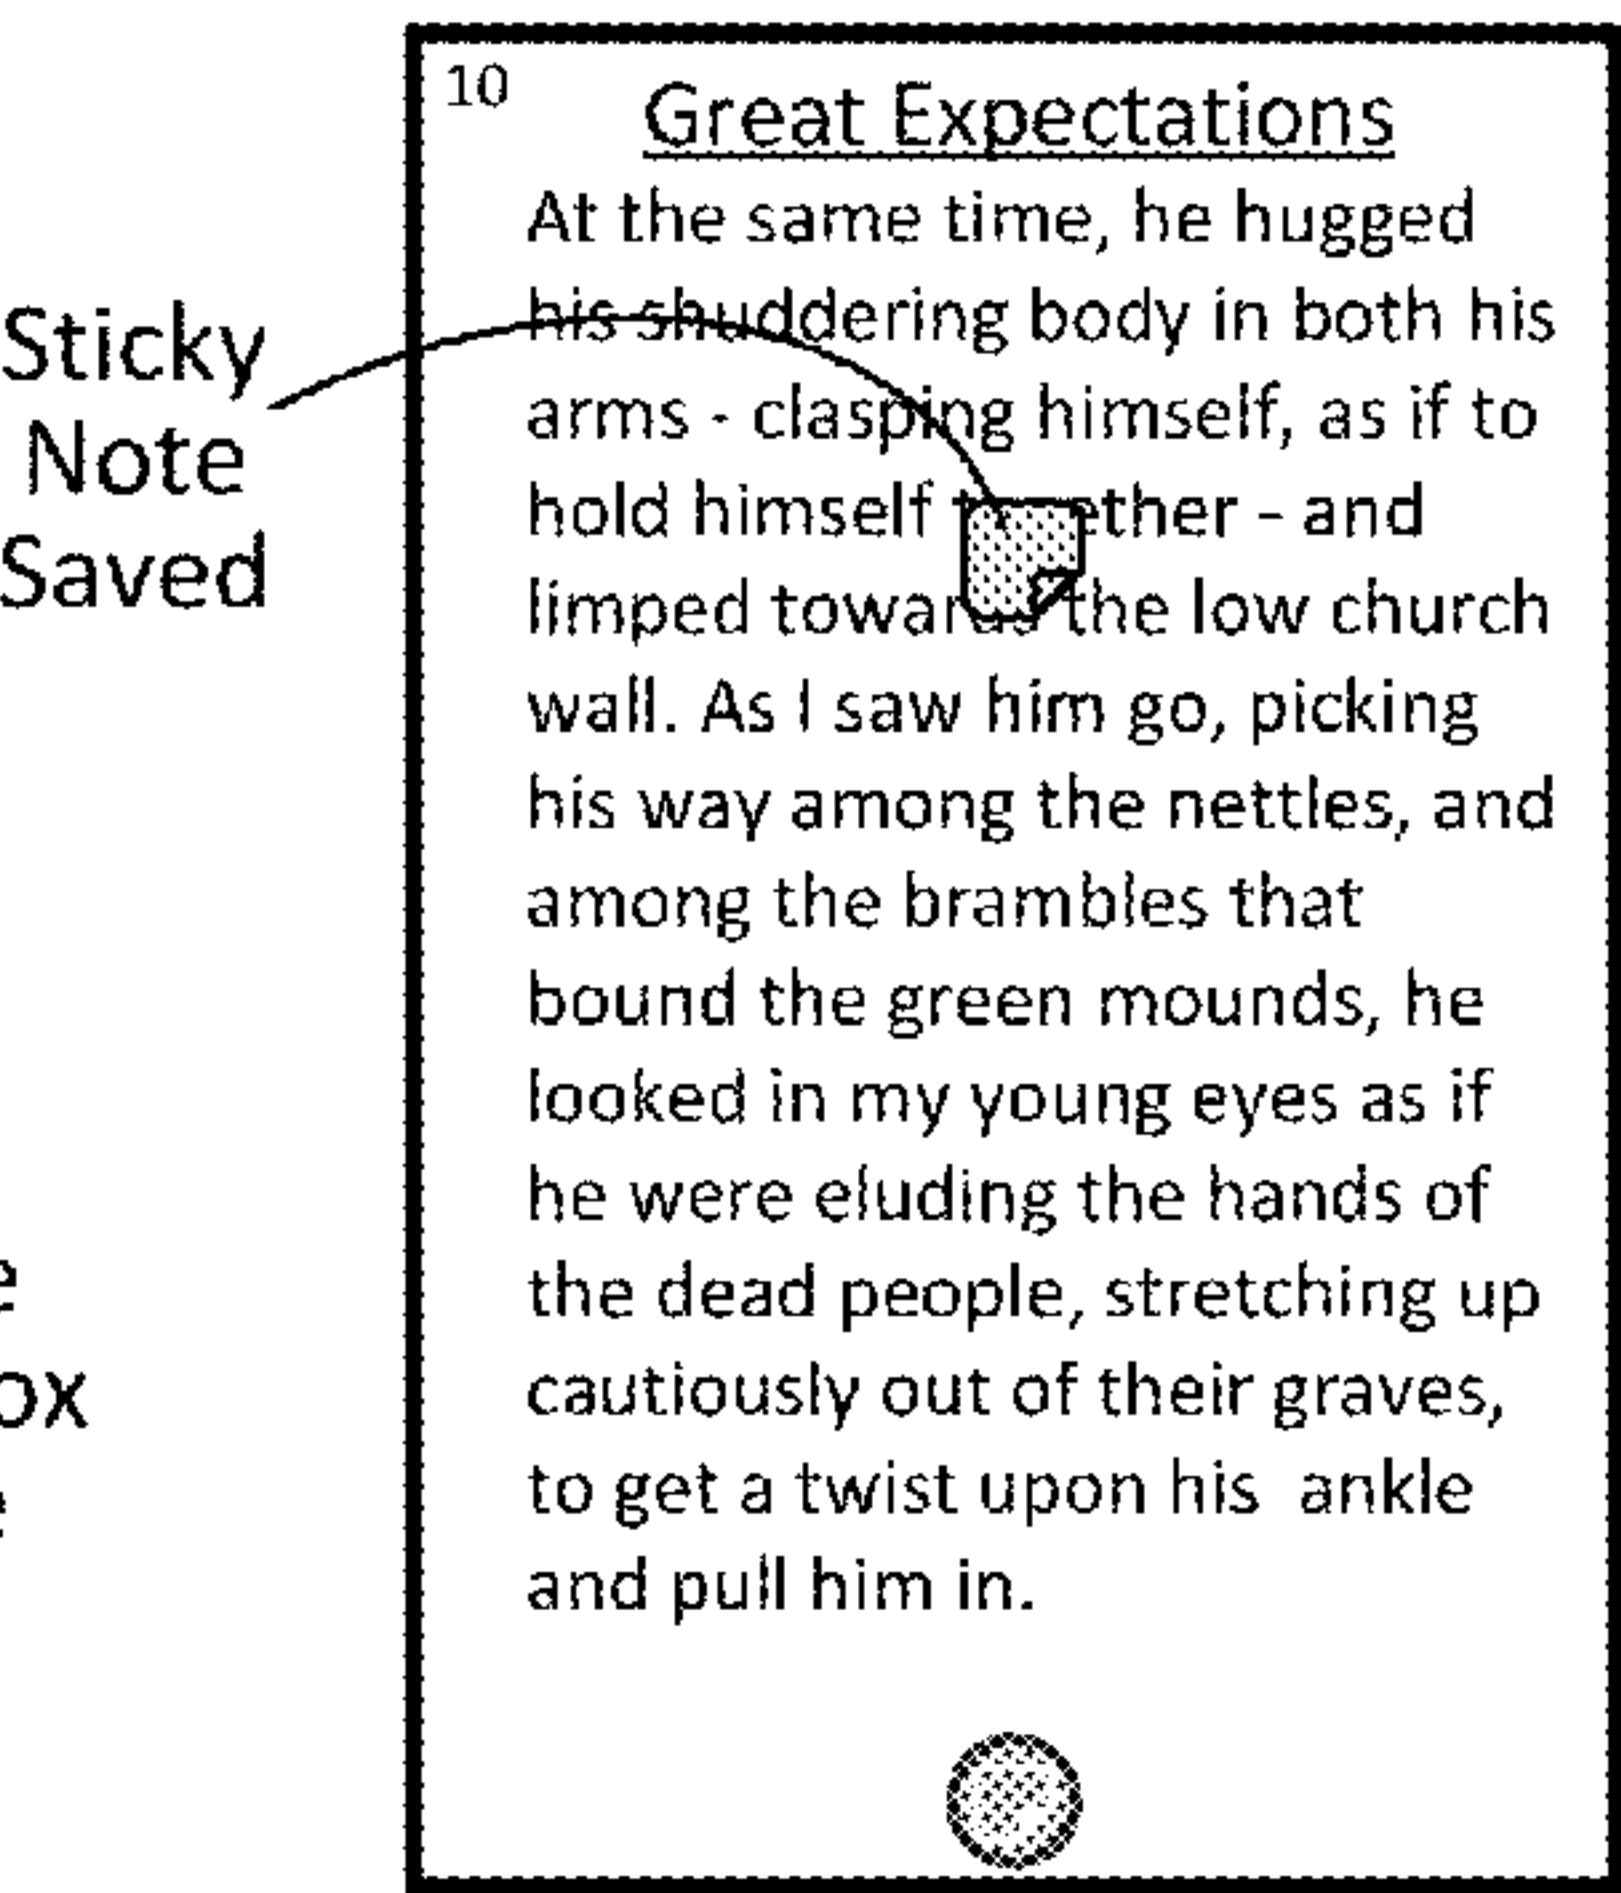 10
Great Expectations
At the same time, he hugged
his shuddering body in both his
arms - clasping himself, as if to
hold himself together - and
limped towards the low church
wall. As I saw him go, picking
his way among the nettles, and
among the brambles that
bound the green mounds, he
looked in my young eyes as if
he were eluding the hands of
the dead people, stretching up
cautiously out of their graves,
to get a twist upon his ankle
and pull him in.
Sticky
Note
Saved